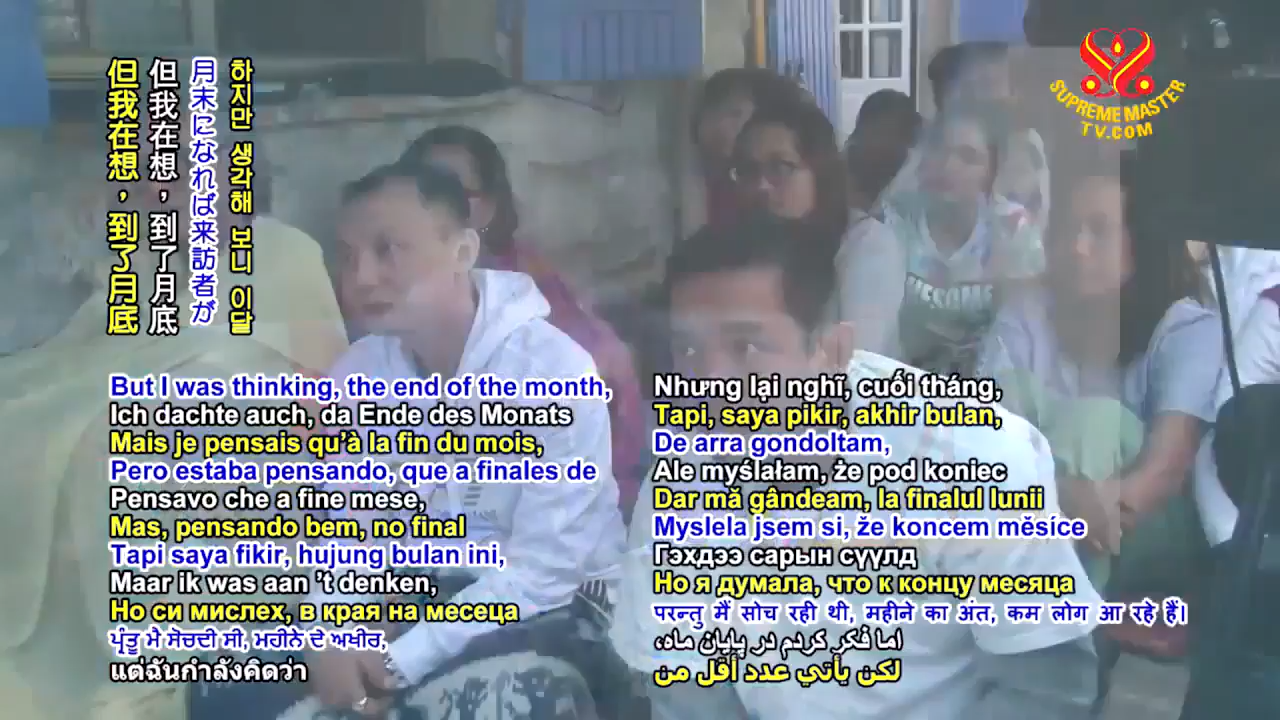 하지만 생각해 보니 이달
月末になれば来訪者が
但我在想，到了月底
但我在想，到了月底
SUPREME MASTER
TV.COM
AWESOME
But I was thinking, the end of the month,
Ich dachte auch, da Ende des Monats
Mais je pensais qu’à la fin du mois,
Pero estaba pensando, que a finales de
Pensavo che a fine mese,
Mas, pensando bem, no final
Tapi saya fikir, hujung bulan ini,
Maar ik was aan ’t denken,
Но си мислех, в края на месеца
ਪ੍ਰੰਤੂ ਮੈ ਸੋਚਦੀ ਸੀ, ਮਹੀਨੇ ਦੇ ਅਖੀਰ,
แต่ฉันกำลังคิดว่า
Nhưng lại nghĩ, cuối tháng,
Tapi, saya pikir, akhir bulan,
De arra gondoltam,
Ale myślałam, że pod koniec
Dar mă gândeam, la finalul lunii
Myslela jsem si, že koncem měsíce
Гэхдээ сарын сүүлд
Но я думала, что к концу месяца
परन्तु मैं सोच रही थी, महीने का अंत, कम लोग आ रहे हैं।
اما فکر کردم در پایان ماه،
لكن يأتي عدد أقل من